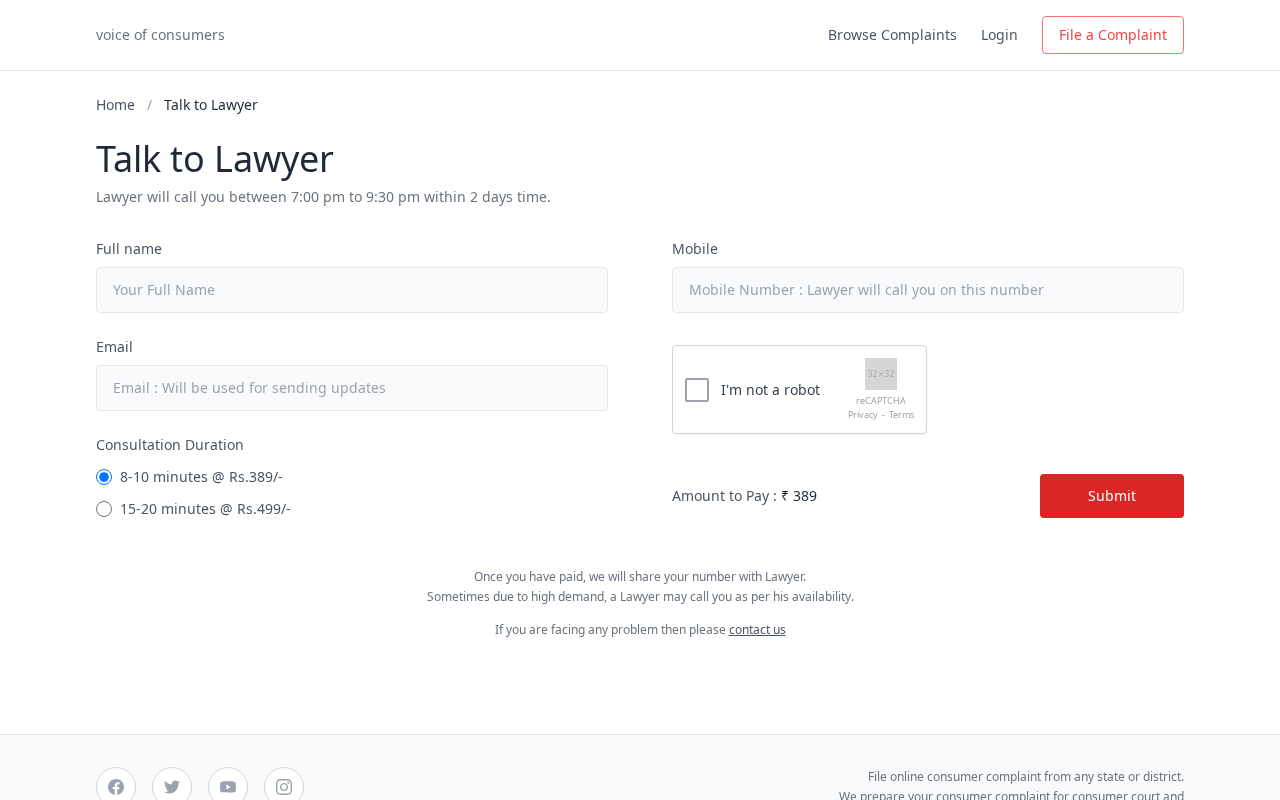 voice of consumers
Browse Complaints
Login
File a Complaint
Home / Talk to Lawyer
Talk to Lawyer
Lawyer will call you between 7:00 pm to 9:30 pm within 2 days time.
Full name
Your Full Name
Mobile
Mobile Number : Lawyer will call you on this number
Email
Email : Will be used for sending updates
I'm not a robot
32×32
reCAPTCHA
Privacy - Terms
Consultation Duration
8-10 minutes @ Rs.389/-
15-20 minutes @ Rs.499/-
Amount to Pay : ₹ 389
Submit
Once you have paid, we will share your number with Lawyer.
Sometimes due to high demand, a Lawyer may call you as per his availability.
If you are facing any problem then please contact us
File online consumer complaint from any state or district.
We prepare your consumer complaint for consumer court and